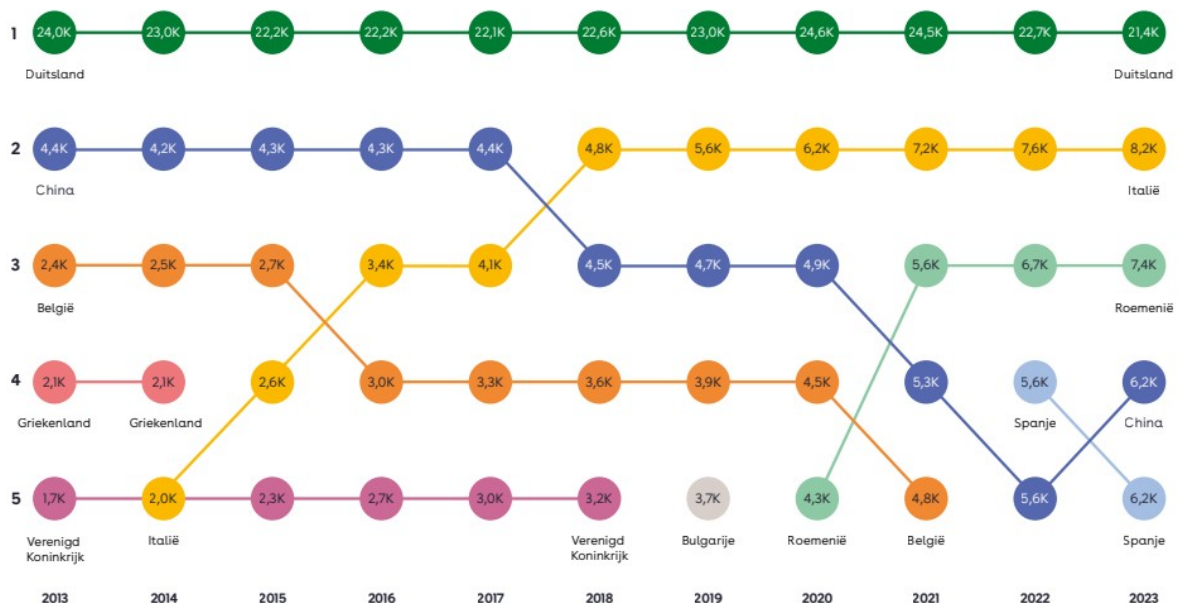 1 24,0K 23,0K 22,2K 22,2K 22,1K 22,6K 23,0K 24,6K 24,5K 22,7K 21,4K
Duitsland Duitsland
2 4,4K 4,2K 4,3K 4,3K 4,4K 4,8K 5,6K 6,2K 7,2K 7,6K 8,2K
China Italië
3 2,4K 2,5K 2,7K 3,4K 4,1K 4,5K 4,7K 4,9K 5,6K 6,7K 7,4K
België Roemenië
4 2,1K 2,1K 2,6K 3,0K 3,3K 3,6K 3,9K 4,5K 5,3K 5,6K 6,2K
Griekenland Griekenland Spanje China
5 1,7K 2,0K 2,3K 2,7K 3,0K 3,2K 3,7K 4,3K 4,8K 5,6K 6,2K
Verenigd Italië Verenigd Bulgarije Roemenië België Spanje
Koninkrijk Koninkrijk
2013 2014 2015 2016 2017 2018 2019 2020 2021 2022 2023